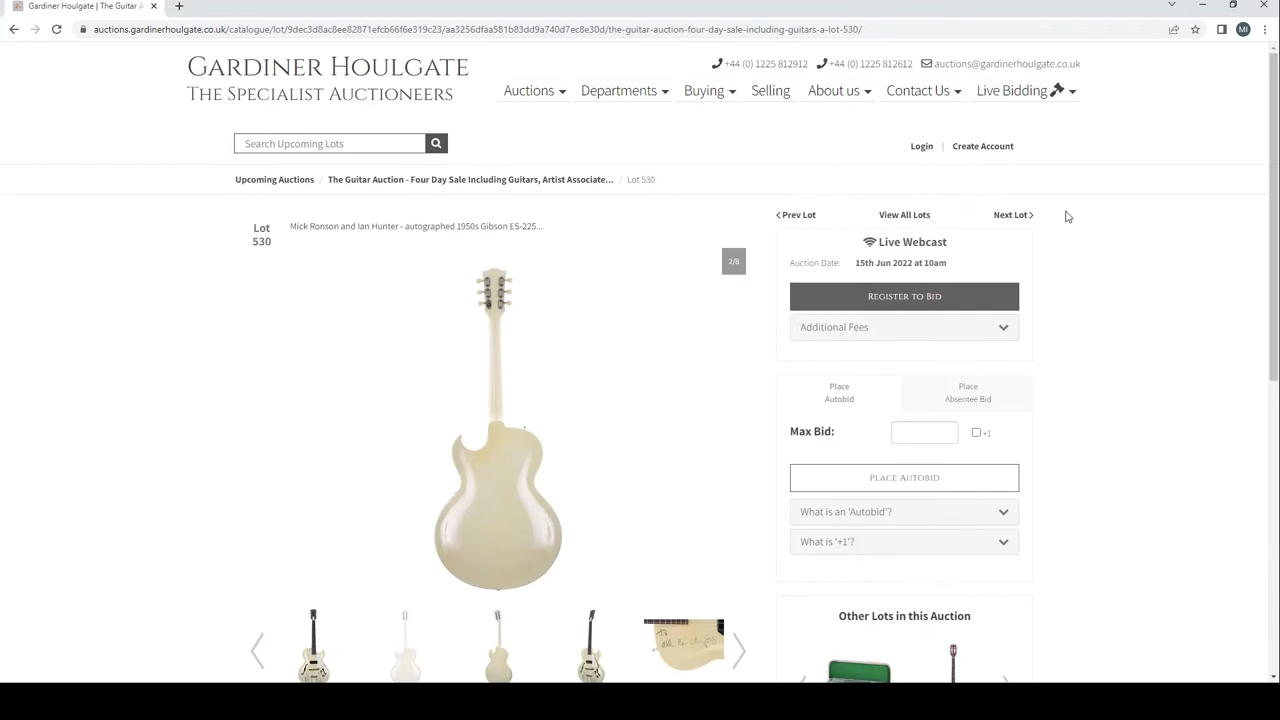 Gardiner Houlgate | The Guitar A
auctions.gardinerhoulgate.co.uk/catalogue/lot/9dec3d8ac8ee82871efcb66f6e319c23/aa3256dfaa581b83dd9a740d7ec8e30d/the-guitar-auction-four-day-sale-including-guitars-a-lot-530/
MI
GARDINER HOULGATE
THE SPECIALIST AUCTIONEERS
+44 (0) 1225 812912 +44 (0) 1225 812612 auctions@gardinerhoulgate.co.uk
Auctions Departments Buying Selling About us Contact Us Live Bidding
Search Upcoming Lots
Login | Create Account
Upcoming Auctions / The Guitar Auction - Four Day Sale Including Guitars, Artist Associate... / Lot 530
Lot
530
Mick Ronson and Ian Hunter - autographed 1950s Gibson ES-225...
2/8
Prev Lot View All Lots Next Lot
Live Webcast
Auction Date: 15th Jun 2022 at 10am
REGISTER TO BID
Additional Fees
Place
Autobid
Place
Absentee Bid
Max Bid: +1
PLACE AUTOBID
What is an 'Autobid'?
What is '+1'?
Other Lots in this Auction
To
all the